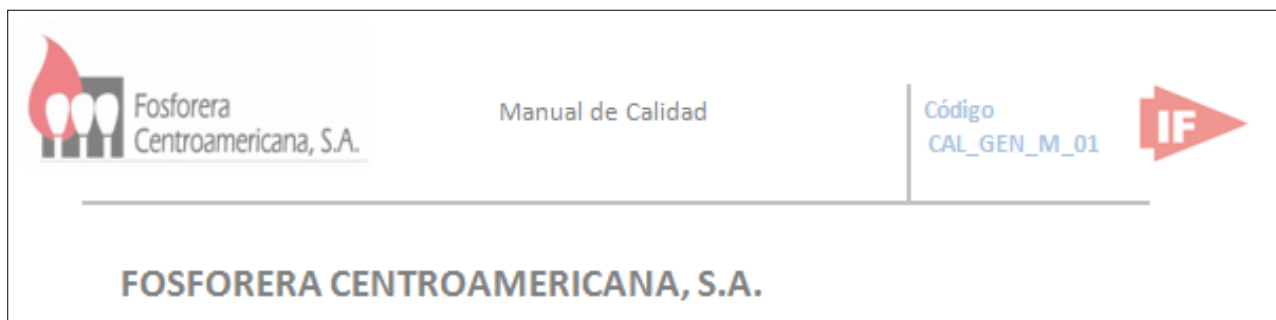 Fosforera
Centroamericana, S.A.
Manual de Calidad
Código
CAL_GEN_M_01
IF
FOSFORERA CENTROAMERICANA, S.A.